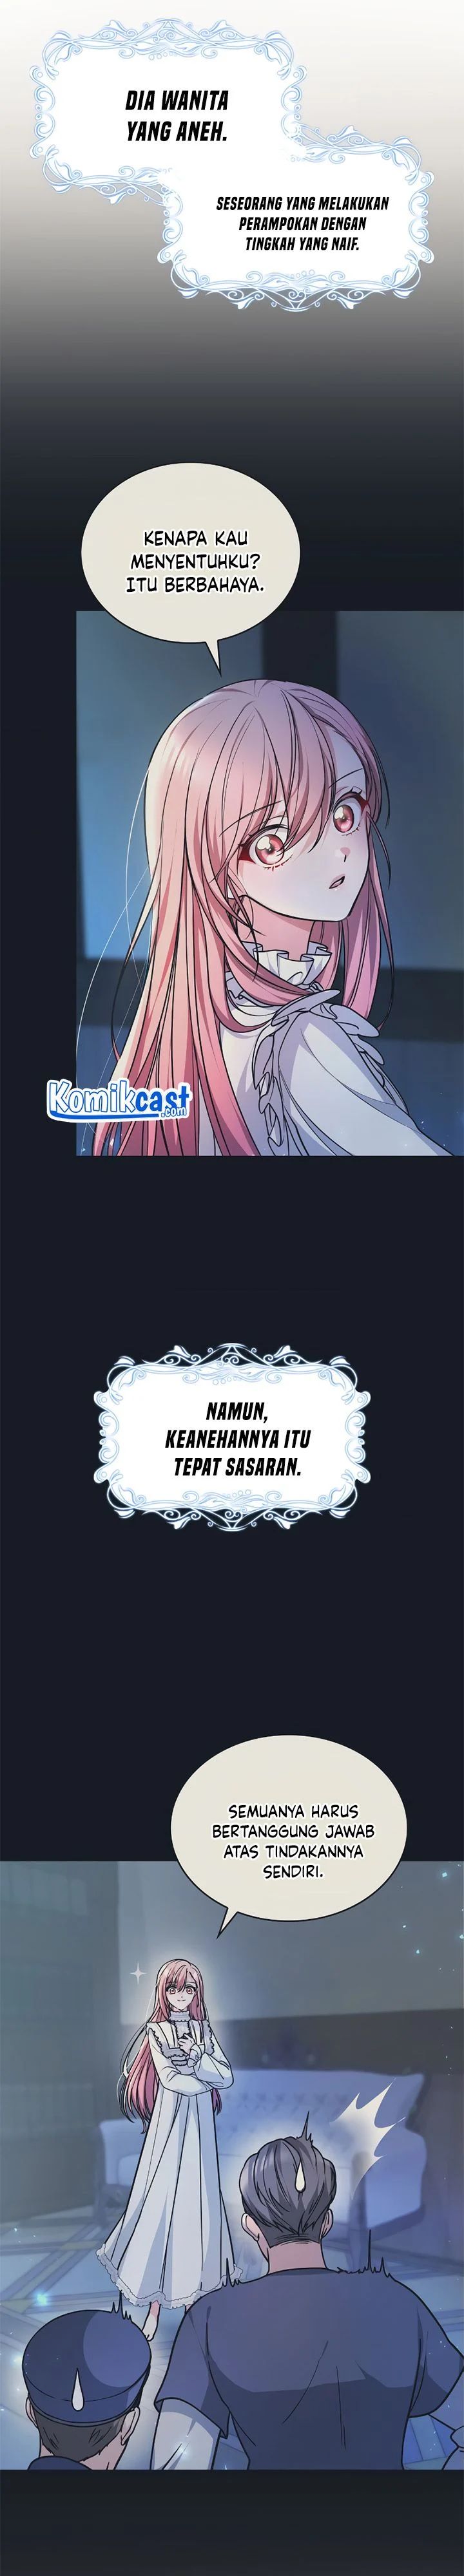 DIA WANITA
YANG ANEH.
SESEORANG YANG MELAKUKAN
PERAMPOKAN DENGAN
TINGKAH YANG NAIF.
KENAPA KAU
MENYENTUHKU?
ITU BERBAHAYA.
Komikcast
.com
NAMUN,
KEANEHANNYA ITU
TEPAT SASARAN.
SEMUANYA HARUS
BERTANGGUNG JAWAB
ATAS TINDAKANNYA
SENDIRI.